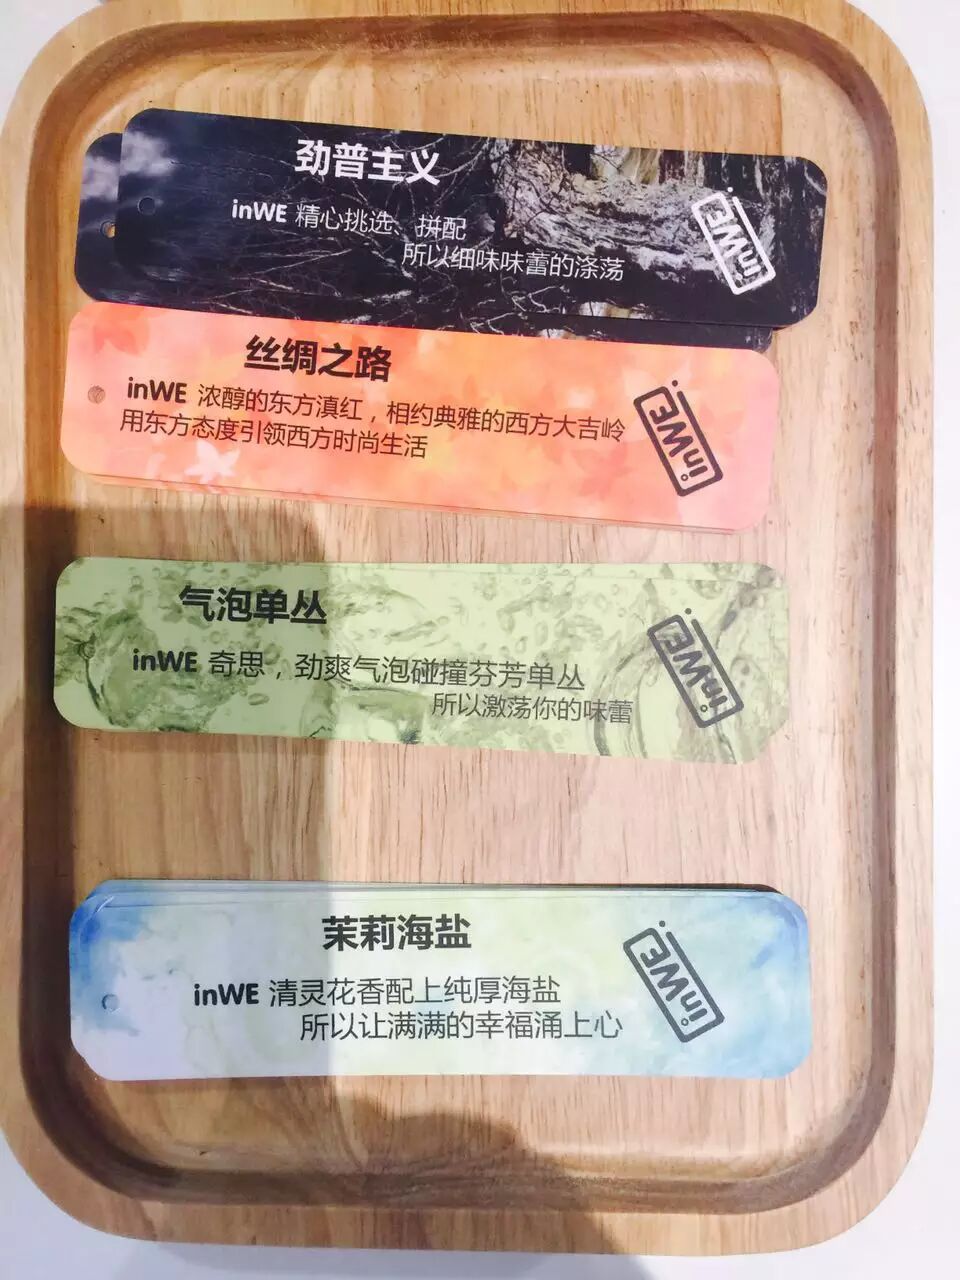 劲普主义
inWE 精心挑选、拼配
所以细味味蕾的涤荡
inWE
丝绸之路
inWE 浓醇的东方滇红，相约典雅的西方大吉岭
用东方态度引领西方时尚生活
inWE
气泡单丛
inWE 奇思，劲爽气泡碰撞芬芳单丛
所以激荡你的味蕾
inWE
茉莉海盐
inWE 清灵花香配上纯厚海盐
所以让满满的幸福涌上心
inWE